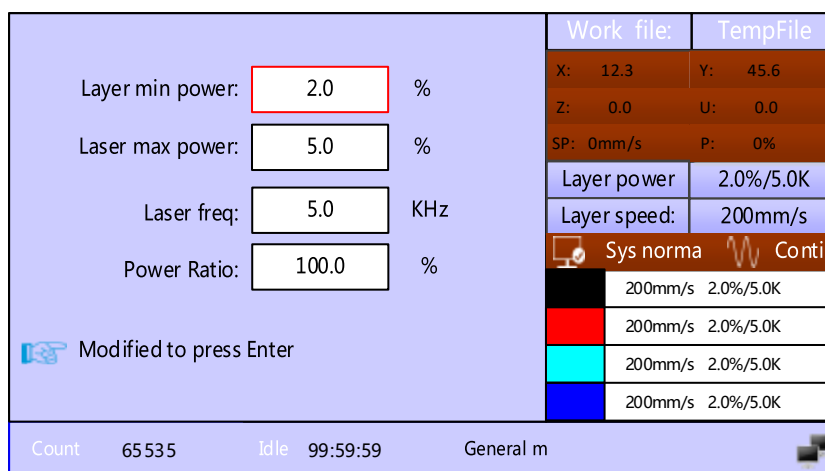 Layer min power: 2.0 %
Laser max power: 5.0 %
Laser freq: 5.0 KHz
Power Ratio: 100.0 %
Modified to press Enter
Work file: TempFile
X: 12.3 Y: 45.6
Z: 0.0 U: 0.0
SP: 0mm/s P: 0%
Layer power 2.0%/5.0K
Layer speed: 200mm/s
Sys norma Conti
200mm/s 2.0%/5.0K
200mm/s 2.0%/5.0K
200mm/s 2.0%/5.0K
200mm/s 2.0%/5.0K
Count 65535 Idle 99:59:59 General m